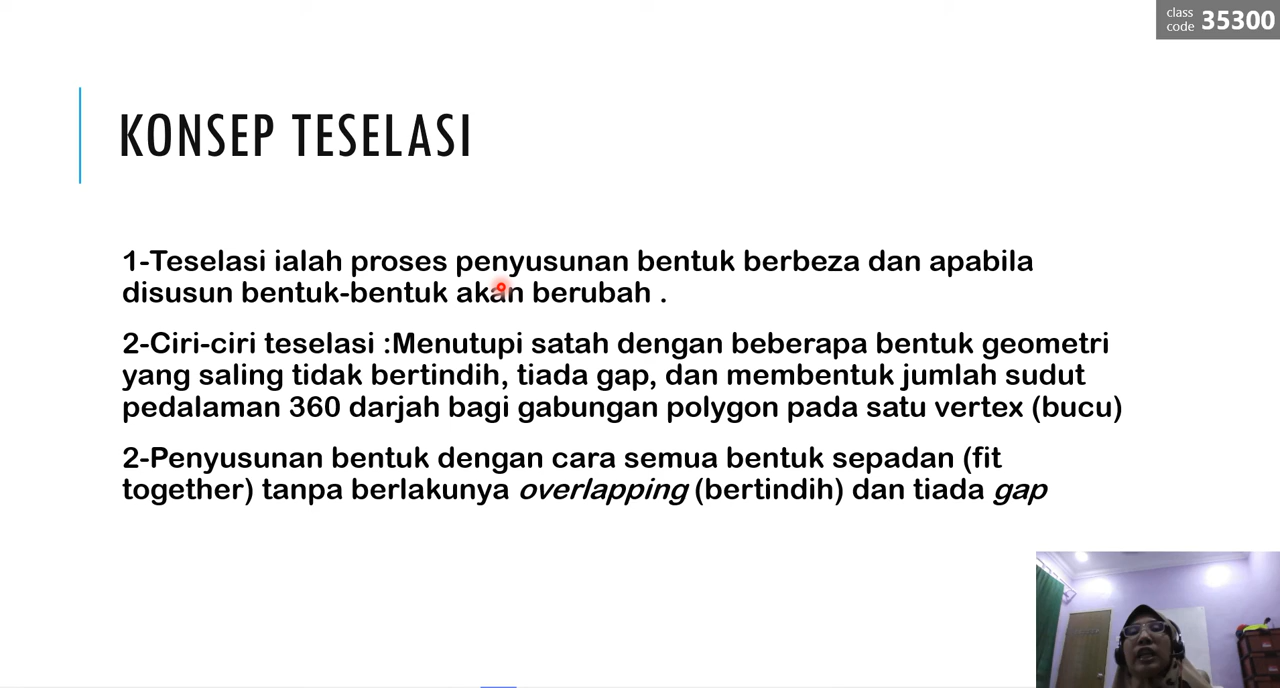 class
code 35300
KONSEP TESELASI
1-Teselasi ialah proses penyusunan bentuk berbeza dan apabila
disusun bentuk-bentuk akan berubah .
2-Ciri-ciri teselasi :Menutupi satah dengan beberapa bentuk geometri
yang saling tidak bertindih, tiada gap, dan membentuk jumlah sudut
pedalaman 360 darjah bagi gabungan polygon pada satu vertex (bucu)
2-Penyusunan bentuk dengan cara semua bentuk sepadan (fit
together) tanpa berlakunya overlapping (bertindih) dan tiada gap